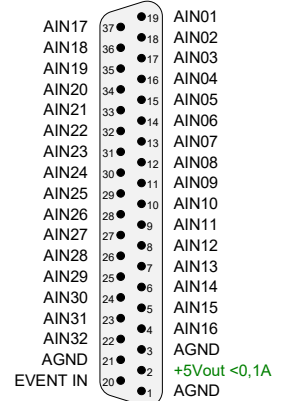 19 AIN01
AIN17 37
18 AIN02
AIN18 36
17 AIN03
AIN19 35
16 AIN04
AIN20 34
15 AIN05
AIN21 33
14 AIN06
AIN22 32
13 AIN07
AIN23 31
12 AIN08
AIN24 30
11 AIN09
AIN25 29
10 AIN10
AIN26 28
9 AIN11
AIN27 27
8 AIN12
AIN28 26
7 AIN13
AIN29 25
6 AIN14
AIN30 24
5 AIN15
AIN31 23
4 AIN16
AIN32 22
3 AGND
AGND 21
2 +5Vout <0,1A
EVENT IN 20
1 AGND